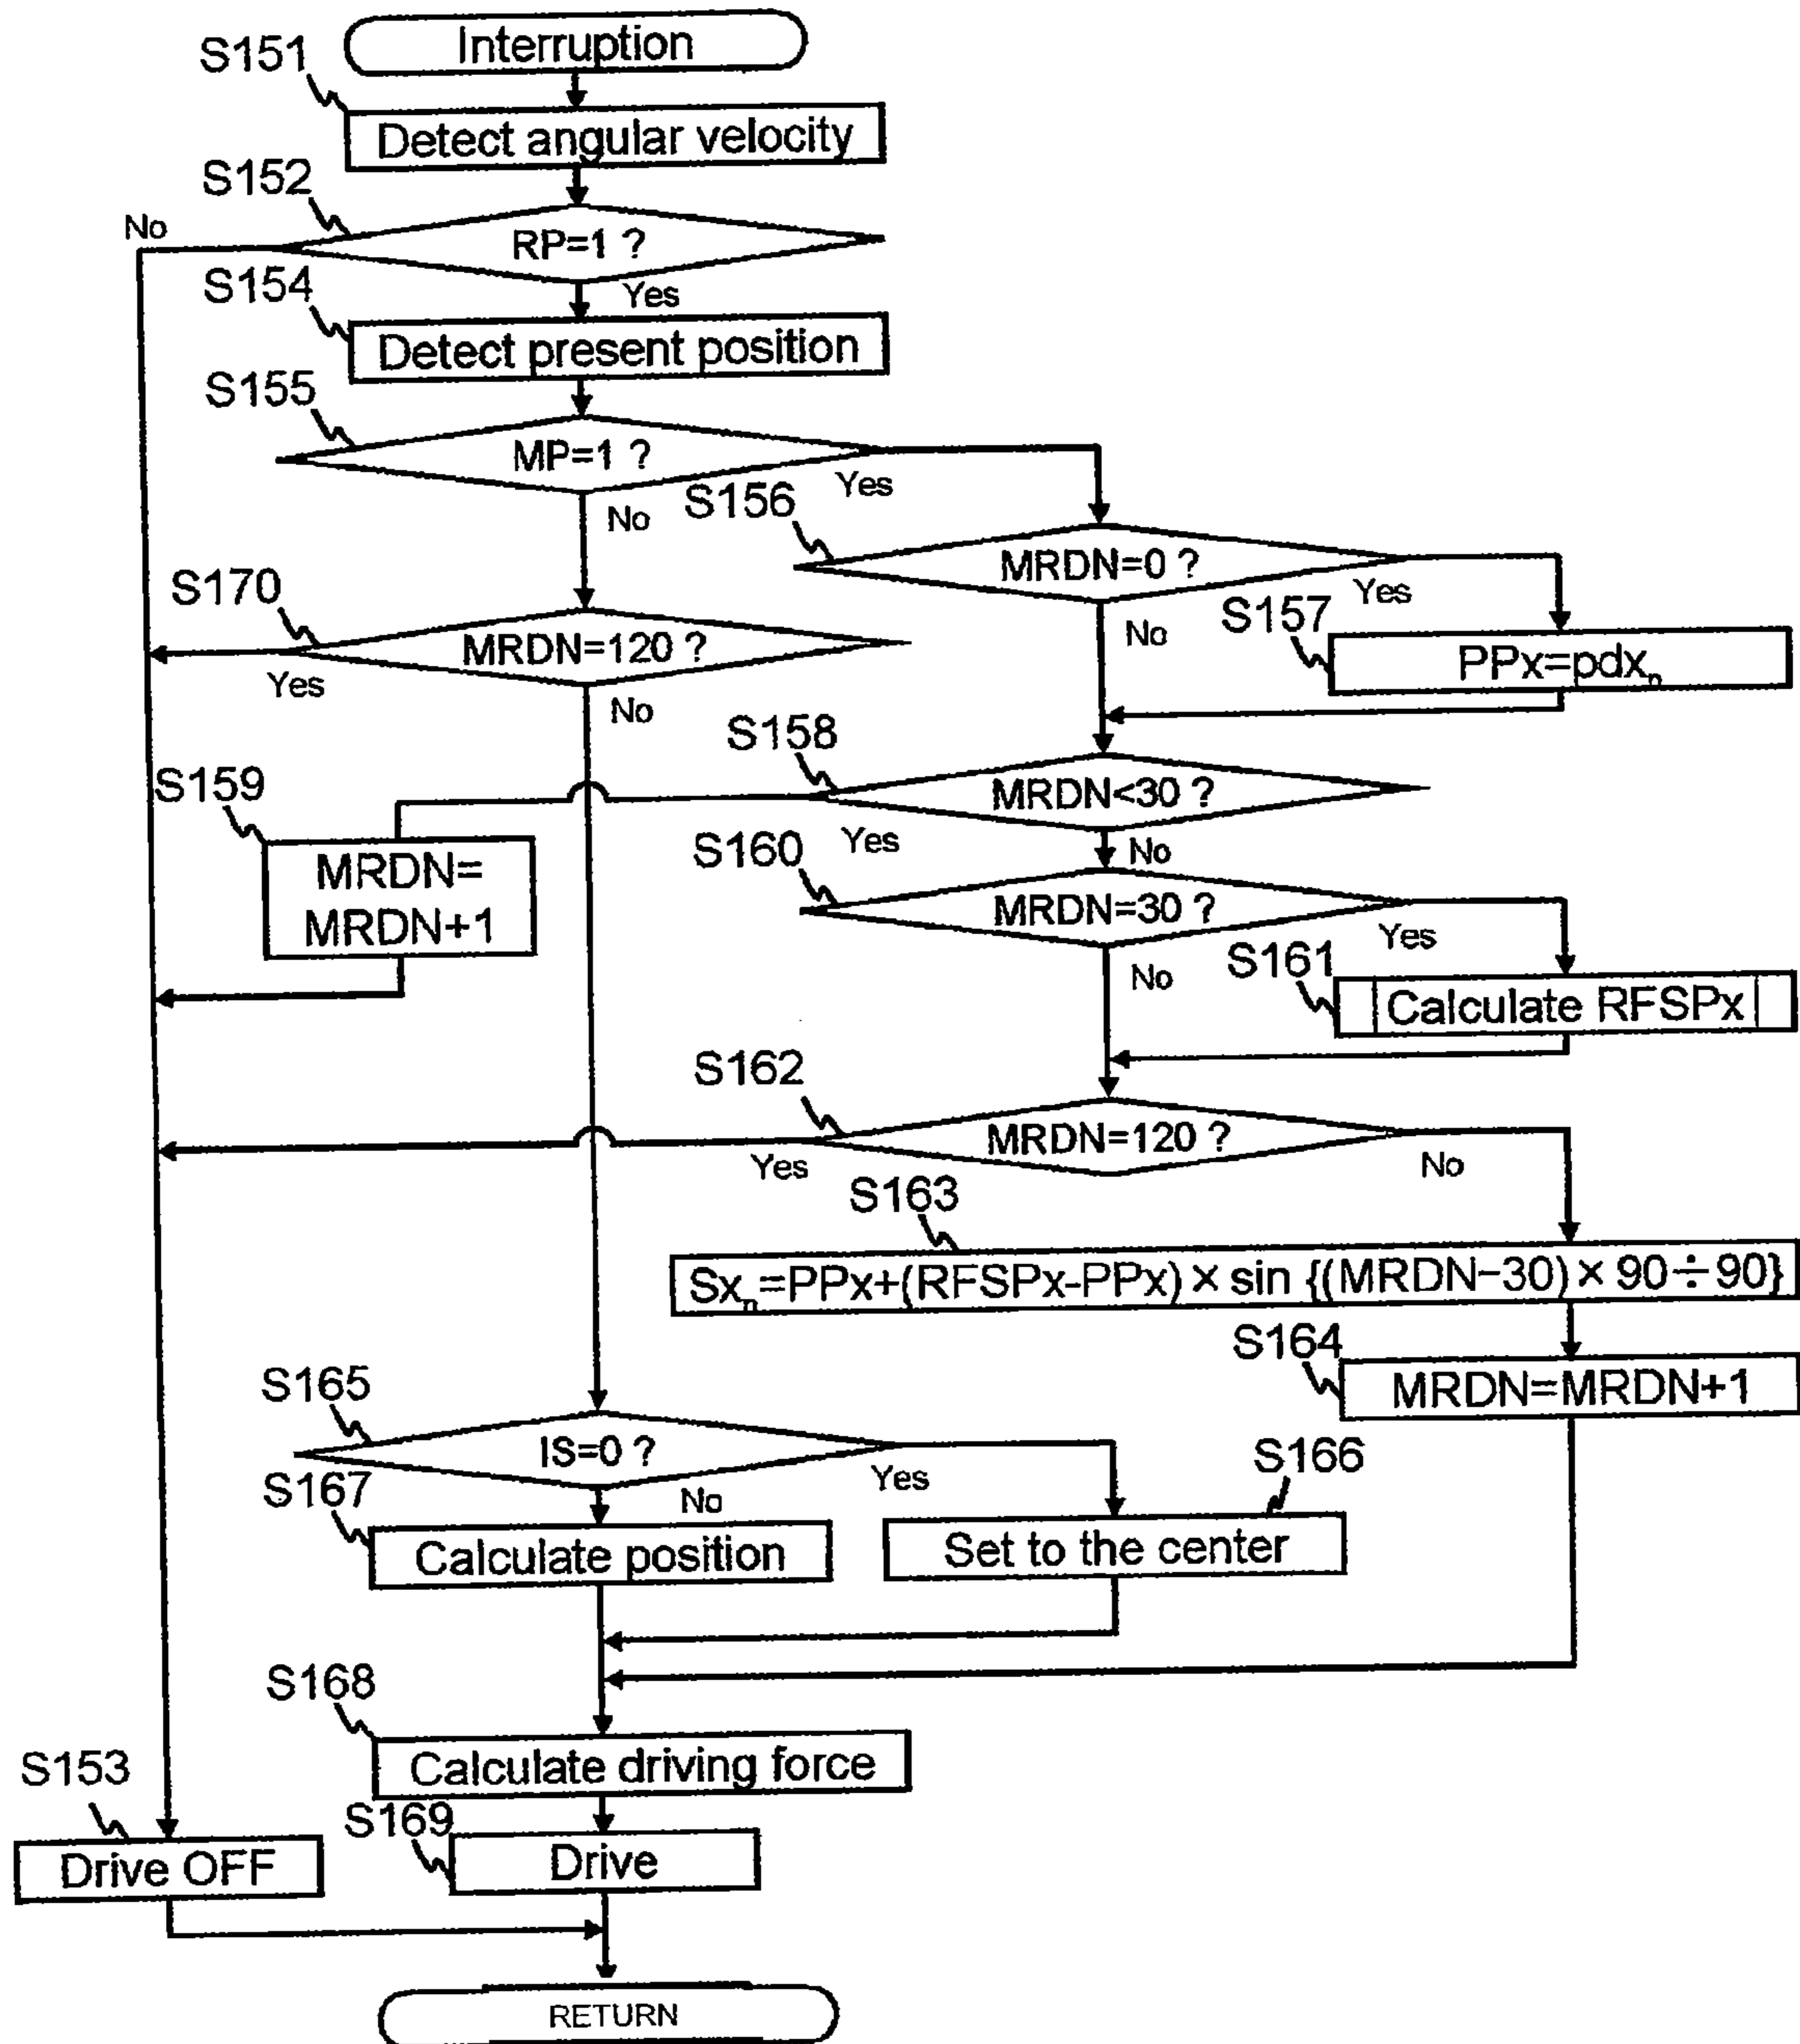 Interruption
S151
Detect angular velocity
S152
RP=1 ?
No
Yes
S154
Detect present position
S155
MP=1 ?
Yes
No
S156
MRDN=0 ?
Yes
No
S157
PPx=pdxₙ
S170
MRDN=120 ?
Yes
No
S158
MRDN<30 ?
Yes
No
S159
MRDN=
MRDN+1
S160
MRDN=30 ?
Yes
No
S161
Calculate RFSPx
S162
MRDN=120 ?
Yes
No
S163
Sxₙ=PPx+(RFSPx-PPx)×sin {(MRDN−30)×90÷90}
S164
MRDN=MRDN+1
S165
IS=0 ?
Yes
No
S166
Set to the center
S167
Calculate position
S168
Calculate driving force
S153
Drive OFF
S169
Drive
RETURN